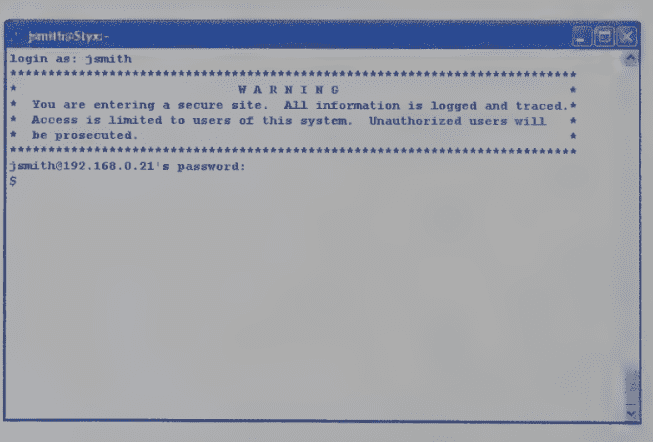 jsmith@Styx:~
login as: jsmith
******************************************************************************
* W A R N I N G *
* You are entering a secure site. All information is logged and traced.*
* Access is limited to users of this system. Unauthorized users will *
* be prosecuted. *
******************************************************************************
jsmith@192.168.0.21's password:
$